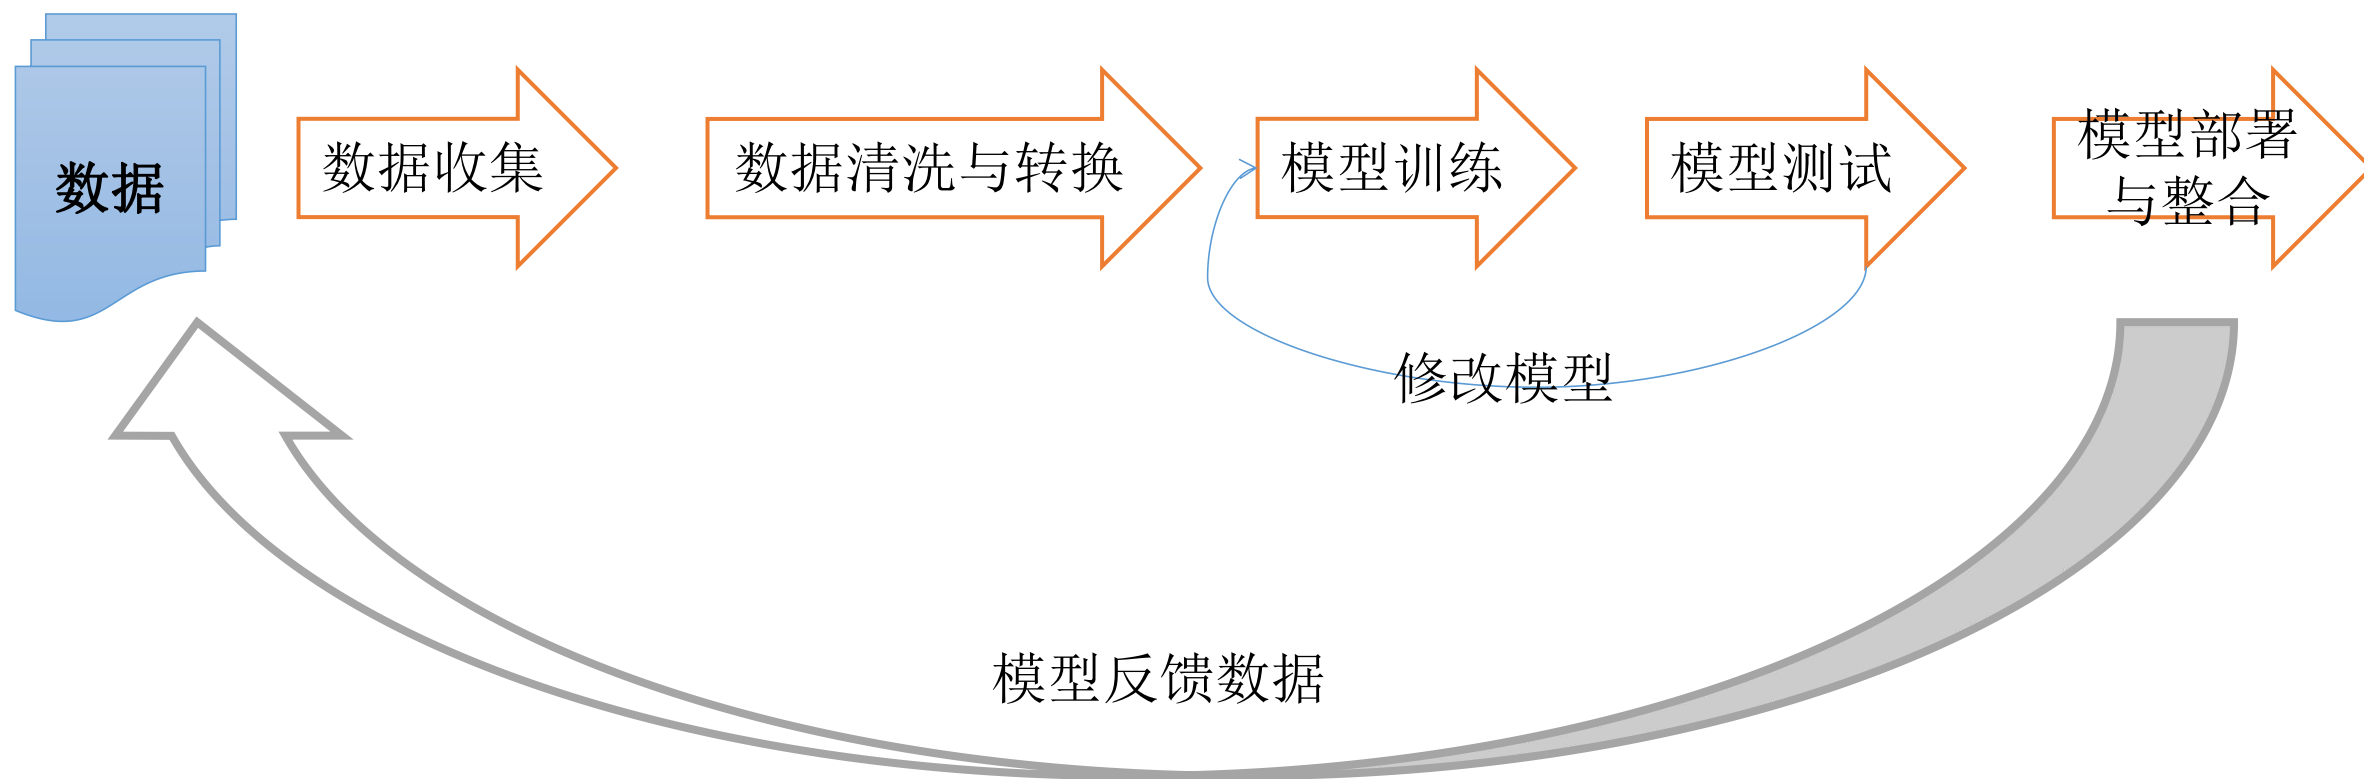 数据
数据收集
数据清洗与转换
模型训练
模型测试
模型部署
与整合
修改模型
模型反馈数据